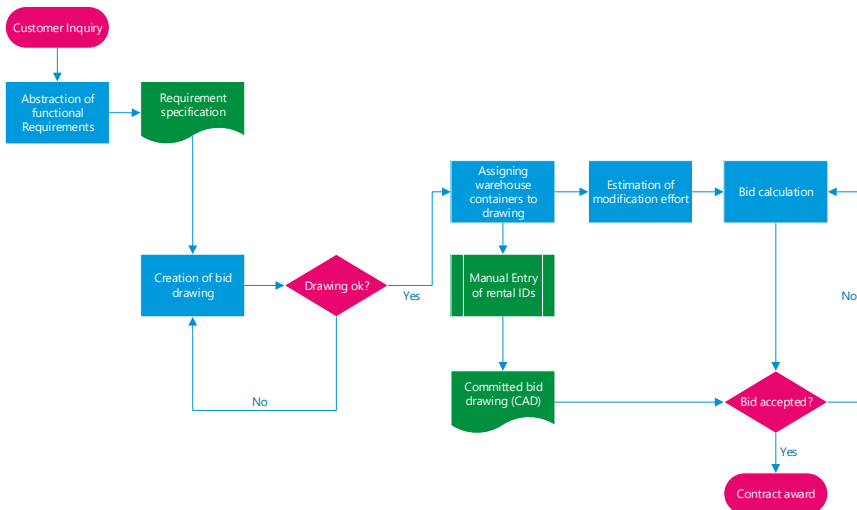 Customer Inquiry
Abstraction of
functional
Requirements
Requirement
specification
Assigning
warehouse
containers to
drawing
Estimation of
modification effort
Bid calculation
Creation of bid
drawing
Drawing ok?
Yes
Manual Entry
of rental IDs
No
No
Committed bid
drawing (CAD)
Bid accepted?
Yes
Contract award